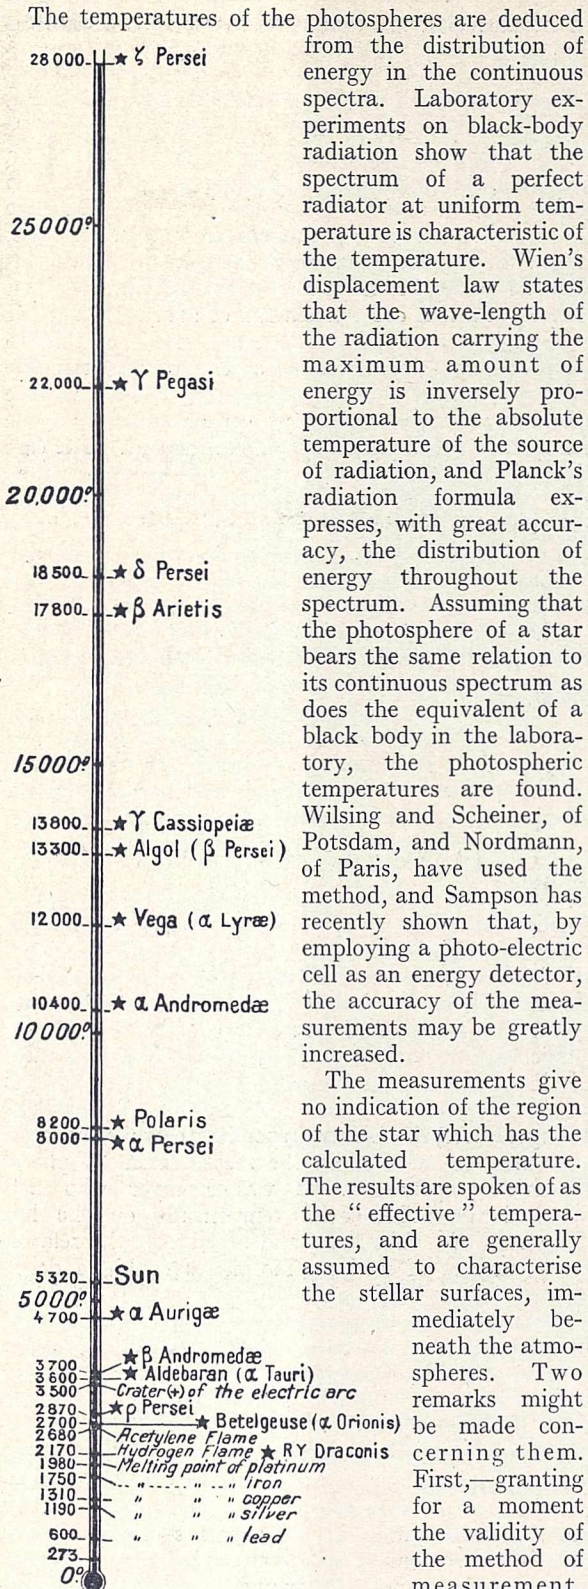 The temperatures of the photospheres are deduced
from the distribution of
energy in the continuous
spectra. Laboratory ex-
periments on black-body
radiation show that the
spectrum of a perfect
radiator at uniform tem-
perature is characteristic of
the temperature. Wien's
displacement law states
that the wave-length of
the radiation carrying the
maximum amount of
energy is inversely pro-
portional to the absolute
temperature of the source
of radiation, and Planck's
radiation formula ex-
presses, with great accur-
acy, the distribution of
energy throughout the
spectrum. Assuming that
the photosphere of a star
bears the same relation to
its continuous spectrum as
does the equivalent of a
black body in the labora-
tory, the photospheric
temperatures are found.
Wilsing and Scheiner, of
Potsdam, and Nordmann,
of Paris, have used the
method, and Sampson has
recently shown that, by
employing a photo-electric
cell as an energy detector,
the accuracy of the mea-
surements may be greatly
increased.
The measurements give
no indication of the region
of the star which has the
calculated temperature.
The results are spoken of as
the “ effective ” tempera-
tures, and are generally
assumed to characterise
the stellar surfaces, im-
mediately be-
neath the atmo-
spheres. Two
remarks might
be made con-
cerning them.
First,—granting
for a moment
the validity of
the method of
measurement
28000 ★ ζ Persei
25000°
22,000 ★ γ Pegasi
20,000°
18500 ★ δ Persei
17800 ★ β Arietis
15000°
13800 ★ γ Cassiopeiæ
13300 ★ Algol (β Persei)
12000 ★ Vega (α Lyræ)
10400 ★ α Andromedæ
10000°
8200 ★ Polaris
8000 ★ α Persei
5320 Sun
5000°
4700 ★ α Aurigæ
3700 ★ β Andromedæ
3600 ★ Aldebaran (α Tauri)
3500 Crater(+) of the electric arc
2870 ★ ρ Persei
2700 ★ Betelgeuse (α Orionis)
2680 Acetylene Flame
2170 Hydrogen Flame ★ RY Draconis
1980 Melting point of platinum
1750 " " " iron
1310 " " " copper
1190 " " " silver
600 " " " lead
273
0°